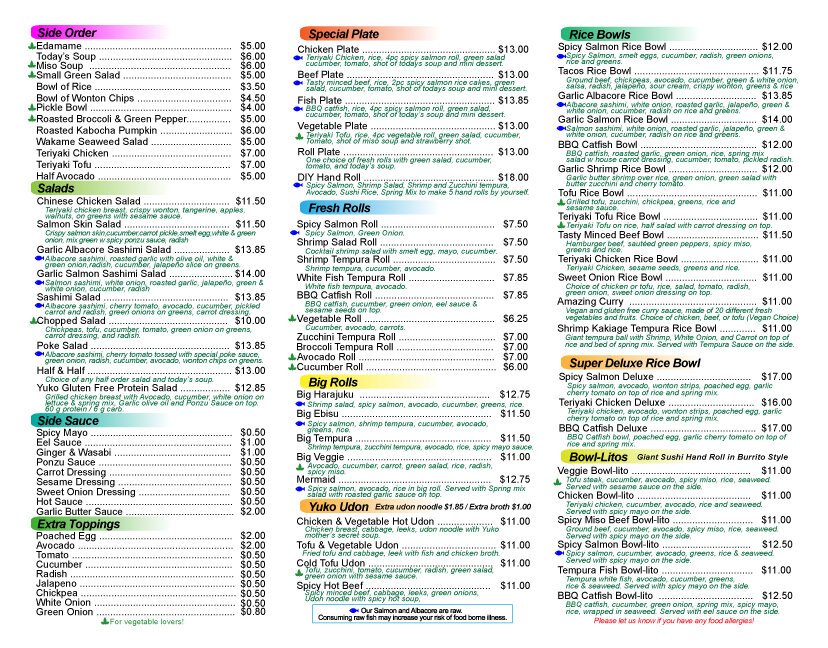 Side Order
Edamame ................................ $5.00
Today's Soup ................................ $6.00
Miso Soup ................................ $6.00
Small Green Salad ........................ $5.00
Bowl of Rice ................................ $3.50
Bowl of Wonton Chips .................... $4.50
Pickle Bowl ................................ $4.00
Roasted Broccoli & Green Pepper..... $5.00
Roasted Kabocha Pumpkin ............. $6.00
Wakame Seaweed Salad ................ $5.00
Teriyaki Chicken ........................... $7.00
Teriyaki Tofu ................................ $7.00
Half Avocado ................................ $5.00
Salads
Chinese Chicken Salad .................... $11.50
Teriyaki chicken breast, crispy wonton, tangerine, apples,
walnuts, on greens with sesame sauce.
Salmon Skin Salad ........................ $11.50
Crispy salmon skin,cucumber,carrot pickle,smelt egg,white & green
onion, mix green w spicy ponzu sauce, radish
Garlic Albacore Sashimi Salad ........ $13.85
Albacore sashimi, roasted garlic with olive oil, white &
green onion,radish, cucumber, jalapeño slice on greens.
Garlic Salmon Sashimi Salad .......... $14.00
Salmon sashimi, white onion, roasted garlic, jalapeño, green &
white onion, cucumber, radish
Sashimi Salad ............................. $13.85
Albacore sashimi, cherry tomato, avocado, cucumber, pickled
carrot and radish, green onions on greens, carrot dressing.
Chopped Salad ............................. $10.00
Chickpeas, tofu, cucumber, tomato, green onion on greens,
carrot dressing, and radish.
Poke Salad ................................ $13.85
Albacore sashimi, cherry tomato tossed with special poke sauce,
green onion, radish, cucumber, avocado, wonton chips on greens.
Half & Half ................................ $13.00
Choice of any half order salad and today's soup.
Yuko Gluten Free Protein Salad ....... $12.85
Grilled chicken breast with Avocado, cucumber, white onion on
lettuce & spring mix. Garlic olive oil and Ponzu Sauce on top.
60 g protein / 6 g carb.
Side Sauce
Spicy Mayo ................................ $0.50
Eel Sauce ................................ $1.00
Ginger & Wasabi ........................... $1.00
Ponzu Sauce ................................ $0.50
Carrot Dressing ............................ $0.50
Sesame Dressing .......................... $0.50
Sweet Onion Dressing .................... $0.50
Hot Sauce ................................ $0.50
Garlic Butter Sauce ....................... $2.00
Extra Toppings
Poached Egg ................................ $2.00
Avocado ................................ $2.00
Tomato ................................ $0.50
Cucumber ................................ $0.50
Radish ................................ $0.50
Jalapeno ................................ $0.50
Chickpea ................................ $0.50
White Onion ................................ $0.50
Green Onion ................................ $0.80
For vegetable lovers!
Special Plate
Chicken Plate ............................. $13.00
Teriyaki Chicken, rice, 4pc spicy salmon roll, green salad
cucumber, tomato, shot of todays soup and mini dessert.
Beef Plate ................................ $13.00
Tasty minced beef, rice, 2pc spicy salmon rice cakes, green
salad, cucumber, tomato, shot of todays soup and mini dessert.
Fish Plate ................................ $13.85
BBQ catfish, rice, 4pc spicy salmon roll, green salad,
cucumber, tomato, shot of todays soup and mini dessert.
Vegetable Plate ........................... $13.00
Teriyaki Tofu, rice, 4pc vegetable roll, green salad, cucumber,
Tomato, shot of miso soup and strawberry shot.
Roll Plate ................................ $13.00
One choice of fresh rolls with green salad, cucumber,
tomato, and today's soup.
DIY Hand Roll ............................. $18.00
Spicy Salmon, Shrimp Salad, Shrimp and Zucchini tempura,
Avocado, Sushi Rice, Spring Mix to make 5 hand rolls by yourself.
Fresh Rolls
Spicy Salmon Roll ......................... $7.50
Spicy Salmon, Green Onion.
Shrimp Salad Roll ......................... $7.50
Cocktail shrimp salad with smelt egg, mayo, cucumber.
Shrimp Tempura Roll ..................... $7.50
Shrimp tempura, cucumber, avocado.
White Fish Tempura Roll ................ $7.85
White fish tempura, avocado.
BBQ Catfish Roll .......................... $7.85
BBQ catfish, cucumber, green onion, eel sauce &
sesame seeds on top.
Vegetable Roll ............................. $6.25
Cucumber, avocado, carrots.
Zucchini Tempura Roll ................... $7.00
Broccoli Tempura Roll .................... $7.00
Avocado Roll ............................... $7.00
Cucumber Roll ............................. $6.00
Big Rolls
Big Harajuku ............................... $12.75
Shrimp salad, spicy salmon, avocado, cucumber, greens, rice.
Big Ebisu ................................ $11.50
Spicy salmon, shrimp tempura, cucumber, avocado,
greens, rice.
Big Tempura ................................ $11.50
Shrimp tempura, zucchini tempura, avocado, rice, spicy mayo sauce
Big Veggie ................................ $11.00
Avocado, cucumber, carrot, green salad, rice, radish,
spicy miso.
Mermaid ................................ $12.75
Spicy salmon, avocado, rice in big roll. Served with Spring mix
salad with roasted garlic sauce on top.
Yuko Udon Extra udon noodle $1.85 / Extra broth $1.00
Chicken & Vegetable Hot Udon ........ $11.00
Chicken breast, cabbage, leeks, udon noodle with Yuko
mother's secret soup.
Tofu & Vegetable Udon .................. $11.00
Fried tofu and cabbage, leek with fish and chicken broth.
Cold Tofu Udon ............................ $11.00
Tofu, zucchini, tomato, cucumber, radish, green salad,
green onion with sesame sauce.
Spicy Hot Beef ............................. $11.00
Spicy minced beef, cabbage, leeks, green onions,
Udon noodle with spicy hot soup.
Our Salmon and Albacore are raw.
Consuming raw fish may increase your risk of food borne illness.
Rice Bowls
Spicy Salmon Rice Bowl ................. $12.00
Spicy Salmon, smelt eggs, cucumber, radish, green onions,
rice and greens.
Tacos Rice Bowl ........................... $11.75
Ground beef, chickpeas, avocado, cucumber, green & white onion,
salsa, radish, jalapeño, sour cream, crispy wonton, greens & rice
Garlic Albacore Rice Bowl .............. $13.85
Albacore sashimi, white onion, roasted garlic, jalapeño, green &
white onion, cucumber, radish on rice and greens.
Garlic Salmon Rice Bowl ................ $14.00
Salmon sashimi, white onion, roasted garlic, jalapeño, green &
white onion, cucumber, radish on rice and greens.
BBQ Catfish Bowl ......................... $12.00
BBQ catfish, roasted garlic, green onion, rice, spring mix
salad w house carrot dressing, cucumber, tomato, pickled radish.
Garlic Shrimp Rice Bowl ................ $12.00
Garlic butter shrimp over rice, green onion, green salad with
butter zucchini and cherry tomato.
Tofu Rice Bowl ............................. $11.00
Grilled tofu, zucchini, chickpea, greens, rice and
sesame sauce.
Teriyaki Tofu Rice Bowl ................. $11.00
Teriyaki Tofu on rice, half salad with carrot dressing on top.
Tasty Minced Beef Bowl ................. $11.50
Hamburger beef, sautéed green peppers, spicy miso,
greens and rice.
Teriyaki Chicken Rice Bowl ............ $11.00
Teriyaki Chicken, sesame seeds, greens and rice.
Sweet Onion Rice Bowl .................. $11.00
Choice of chicken or tofu, rice, salad, tomato, radish,
green onion, sweet onion dressing on top.
Amazing Curry ............................. $11.00
Vegan and gluten free curry sauce, made of 20 different fresh
vegetables and fruits. Choice of chicken, beef, or tofu (Vegan Choice)
Shrimp Kakiage Tempura Rice Bowl .. $11.00
Giant tempura ball with Shrimp, White Onion, and Carrot on top of
rice and bed of spring mix. Served with Tempura Sauce on the side.
Super Deluxe Rice Bowl
Spicy Salmon Deluxe ..................... $17.00
Spicy salmon, avocado, wonton strips, poached egg, garlic
cherry tomato on top of rice and spring mix.
Teriyaki Chicken Deluxe ................. $16.00
Teriyaki chicken, avocado, wonton strips, poached egg, garlic
cherry tomato on top of rice and spring mix.
BBQ Catfish Deluxe ....................... $17.00
BBQ Catfish bowl, poached egg, garlic cherry tomato on top of
rice and spring mix.
Bowl-Litos Giant Sushi Hand Roll in Burrito Style
Veggie Bowl-lito ........................... $11.00
Tofu steak, cucumber, avocado, spicy miso, rice, seaweed.
Served with sesame sauce on the side.
Chicken Bowl-lito .......................... $11.00
Teriyaki chicken, cucumber, avocado, rice and seaweed.
Served with spicy mayo on the side.
Spicy Miso Beef Bowl-lito ............... $11.00
Ground beef, cucumber, avocado, spicy miso, rice, seaweed.
Served with spicy mayo on the side.
Spicy Salmon Bowl-lito .................. $12.50
Spicy salmon, cucumber, avocado, greens, rice & seaweed.
Served with spicy mayo on the side.
Tempura Fish Bowl-lito .................. $11.00
Tempura white fish, avocado, cucumber, greens,
rice & seaweed. Served with spicy mayo on the side.
BBQ Catfish Bowl-lito .................... $12.50
BBQ catfish, cucumber, green onion, spring mix, spicy mayo,
rice, wrapped in seaweed. Served with eel sauce on the side.
Please let us know if you have any food allergies!